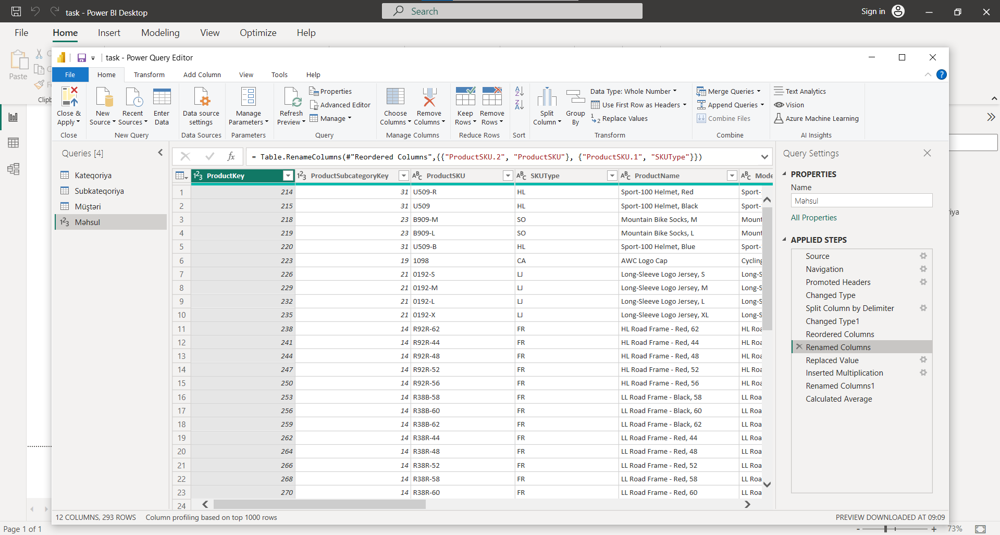 task - Power BI Desktop
Search
Sign in
File Home Insert Modeling View Optimize Help
Paste
Clipb
task - Power Query Editor
File Home Transform Add Column View Tools Help
Close & Apply
Close
New Source
Recent Sources
Enter Data
New Query
Data source settings
Data Sources
Manage Parameters
Parameters
Refresh Preview
Properties
Advanced Editor
Manage
Query
Choose Columns
Remove Columns
Manage Columns
Keep Rows
Remove Rows
Reduce Rows
Sort
Split Column
Group By
Data Type: Whole Number
Use First Row as Headers
Replace Values
Transform
Merge Queries
Append Queries
Combine Files
Combine
Text Analytics
Vision
Azure Machine Learning
AI Insights
Queries [4]
Kateqoriya
Subkateqoriya
Müştəri
Məhsul
= Table.RenameColumns(#"Reordered Columns",{{"ProductSKU.2", "ProductSKU"}, {"ProductSKU.1", "SKUType"}})
ProductKey ProductSubcategoryKey ProductSKU SKUType ProductName Mode
1 214 31 U509-R HL Sport-100 Helmet, Red Sport-
2 215 31 U509 HL Sport-100 Helmet, Black Sport-
3 218 23 B909-M SO Mountain Bike Socks, M Mount
4 219 23 B909-L SO Mountain Bike Socks, L Mount
5 220 31 U509-B HL Sport-100 Helmet, Blue Sport-
6 223 19 1098 CA AWC Logo Cap Cycling
7 226 21 0192-S LJ Long-Sleeve Logo Jersey, S Long-S
8 229 21 0192-M LJ Long-Sleeve Logo Jersey, M Long-S
9 232 21 0192-L LJ Long-Sleeve Logo Jersey, L Long-S
10 235 21 0192-X LJ Long-Sleeve Logo Jersey, XL Long-S
11 238 14 R92R-62 FR HL Road Frame - Red, 62 HL Roa
12 241 14 R92R-44 FR HL Road Frame - Red, 44 HL Roa
13 244 14 R92R-48 FR HL Road Frame - Red, 48 HL Roa
14 247 14 R92R-52 FR HL Road Frame - Red, 52 HL Roa
15 250 14 R92R-56 FR HL Road Frame - Red, 56 HL Roa
16 253 14 R38B-58 FR LL Road Frame - Black, 58 LL Roa
17 256 14 R38B-60 FR LL Road Frame - Black, 60 LL Roa
18 259 14 R38B-62 FR LL Road Frame - Black, 62 LL Roa
19 262 14 R38R-44 FR LL Road Frame - Red, 44 LL Roa
20 264 14 R38R-48 FR LL Road Frame - Red, 48 LL Roa
21 266 14 R38R-52 FR LL Road Frame - Red, 52 LL Roa
22 268 14 R38R-58 FR LL Road Frame - Red, 58 LL Roa
23 270 14 R38R-60 FR LL Road Frame - Red, 60 LL Roa
24
Query Settings
PROPERTIES
Name
Məhsul
All Properties
APPLIED STEPS
Source
Navigation
Promoted Headers
Changed Type
Split Column by Delimiter
Changed Type1
Reordered Columns
Renamed Columns
Replaced Value
Inserted Multiplication
Renamed Columns1
Calculated Average
riya
12 COLUMNS, 293 ROWS Column profiling based on top 1000 rows
PREVIEW DOWNLOADED AT 09:09
Page 1 of 1
73%